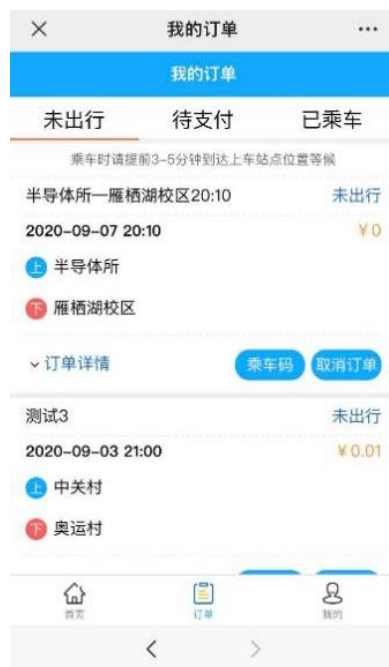 我的订单
我的订单
未出行 待支付 已乘车
乘车时请提前3-5分钟到达上车站点位置等候
半导体所—雁栖湖校区20:10 未出行
2020-09-07 20:10 ￥0
上 半导体所
下 雁栖湖校区
订单详情 乘车码 取消订单
测试3 未出行
2020-09-03 21:00 ￥0.01
上 中关村
下 奥运村
首页 订单 我的